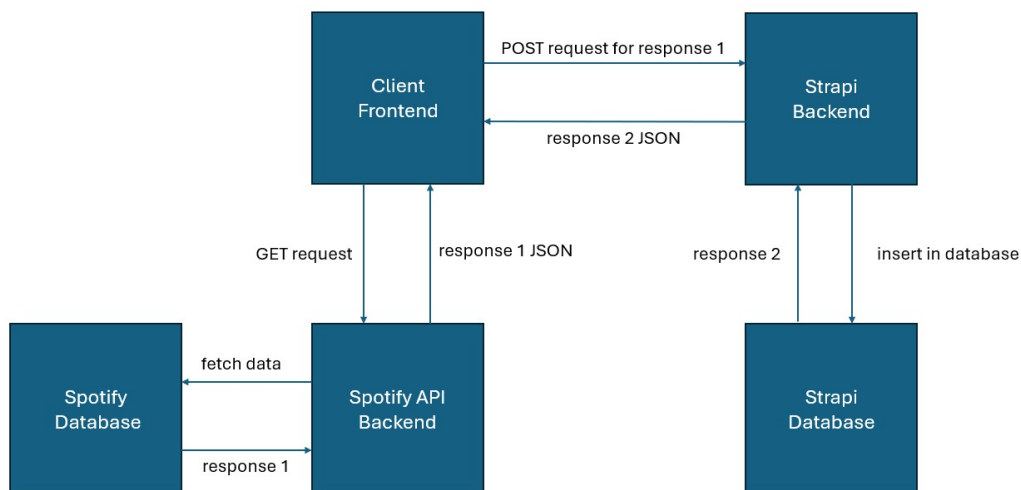 POST request for response 1
Client
Frontend
Strapi
Backend
response 2 JSON
GET request
response 1 JSON
response 2
insert in database
fetch data
Spotify
Database
Spotify API
Backend
Strapi
Database
response 1